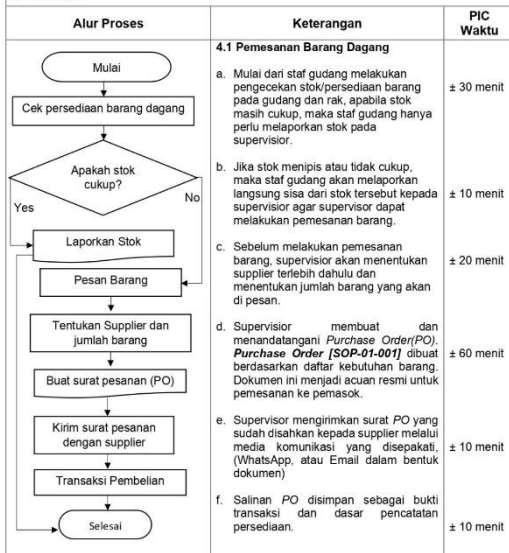 Alur Proses
Keterangan
PIC
Waktu
Mulai
Cek persediaan barang dagang
Apakah stok
cukup?
Yes
No
Laporkan Stok
Pesan Barang
Tentukan Supplier dan
jumlah barang
Buat surat pesanan (PO)
Kirim surat pesanan
dengan supplier
Transaksi Pembelian
Selesai
4.1 Pemesanan Barang Dagang
a. Mulai dari staf gudang melakukan
pengecekan stok/persediaan barang
pada gudang dan rak, apabila stok
masih cukup, maka staf gudang hanya
perlu melaporkan stok pada
supervisior.
b. Jika stok menipis atau tidak cukup,
maka staf gudang akan melaporkan
langsung sisa dari stok tersebut kepada
supervisior agar supervisor dapat
melakukan pemesanan barang.
c. Sebelum melakukan pemesanan
barang, supervisior akan menentukan
supplier terlebih dahulu dan
menentukan jumlah barang yang akan
di pesan.
d. Supervisior membuat dan
menandatangani Purchase Order(PO).
Purchase Order [SOP-01-001] dibuat
berdasarkan daftar kebutuhan barang.
Dokumen ini menjadi acuan resmi untuk
pemesanan ke pemasok.
e. Supervisor mengirimkan surat PO yang
sudah disahkan kepada supplier melalui
media komunikasi yang disepakati,
(WhatsApp, atau Email dalam bentuk
dokumen)
f. Salinan PO disimpan sebagai bukti
transaksi dan dasar pencatatan
persediaan.
± 30 menit
± 10 menit
± 20 menit
± 60 menit
± 10 menit
± 10 menit